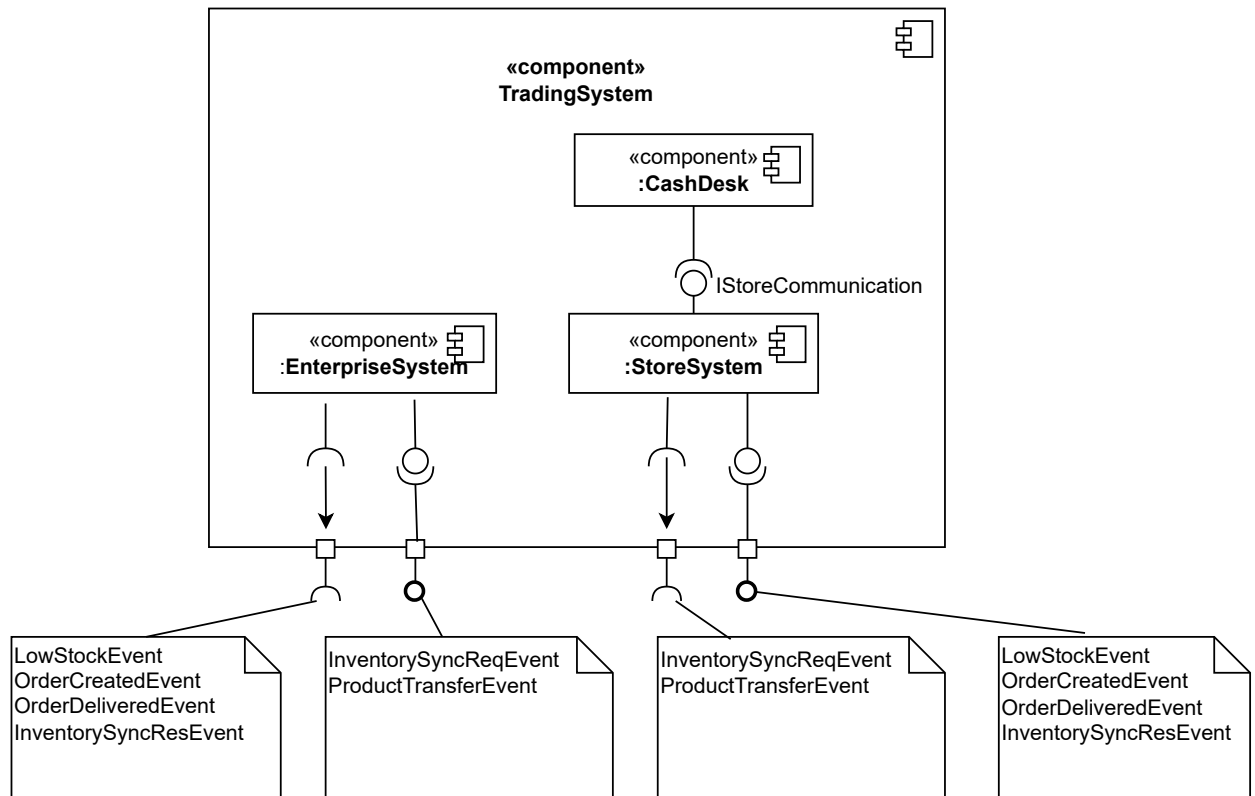 «component»
TradingSystem
«component»
:CashDesk
IStoreCommunication
«component»
:EnterpriseSystem
«component»
:StoreSystem
LowStockEvent
OrderCreatedEvent
OrderDeliveredEvent
InventorySyncResEvent
InventorySyncReqEvent
ProductTransferEvent
InventorySyncReqEvent
ProductTransferEvent
LowStockEvent
OrderCreatedEvent
OrderDeliveredEvent
InventorySyncResEvent